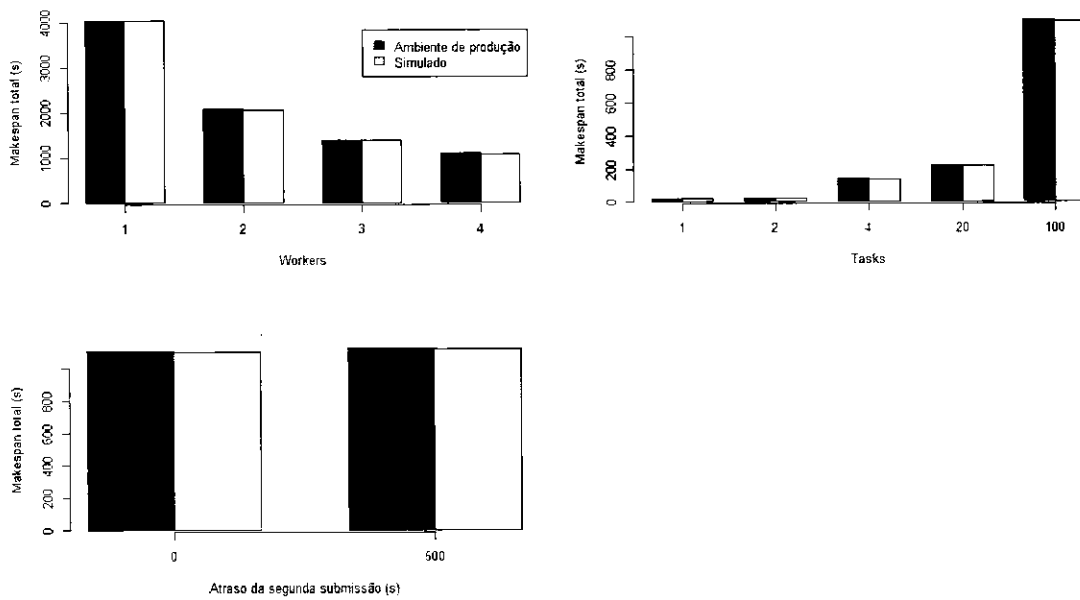 Makespan total (s)
4000
3000
2000
1000
0
Ambiente de produção
Simulado
1 2 3 4
Workers
Makespan total (s)
800
600
400
200
0
1 2 4 20 100
Tasks
Makespan total (s)
800
600
400
200
0
0 600
Atraso da segunda submissão (s)